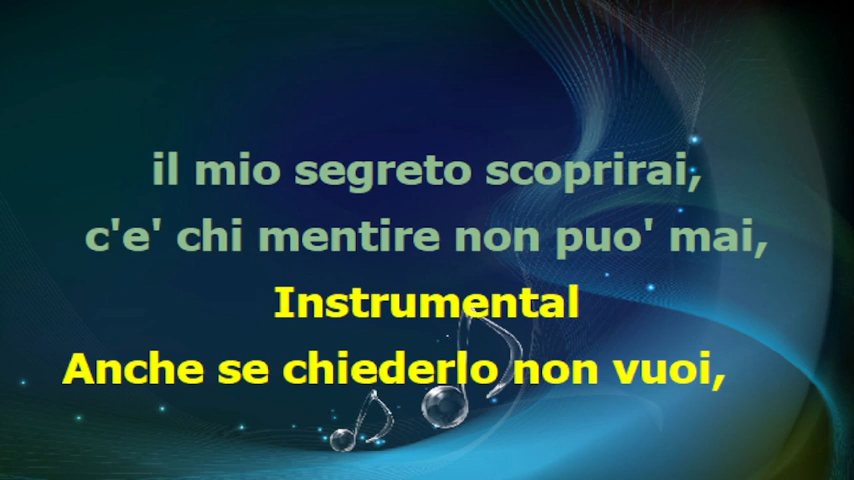 il mio segreto scoprirai,
c'e' chi mentire non puo' mai,
Instrumental
Anche se chiederlo non vuoi,